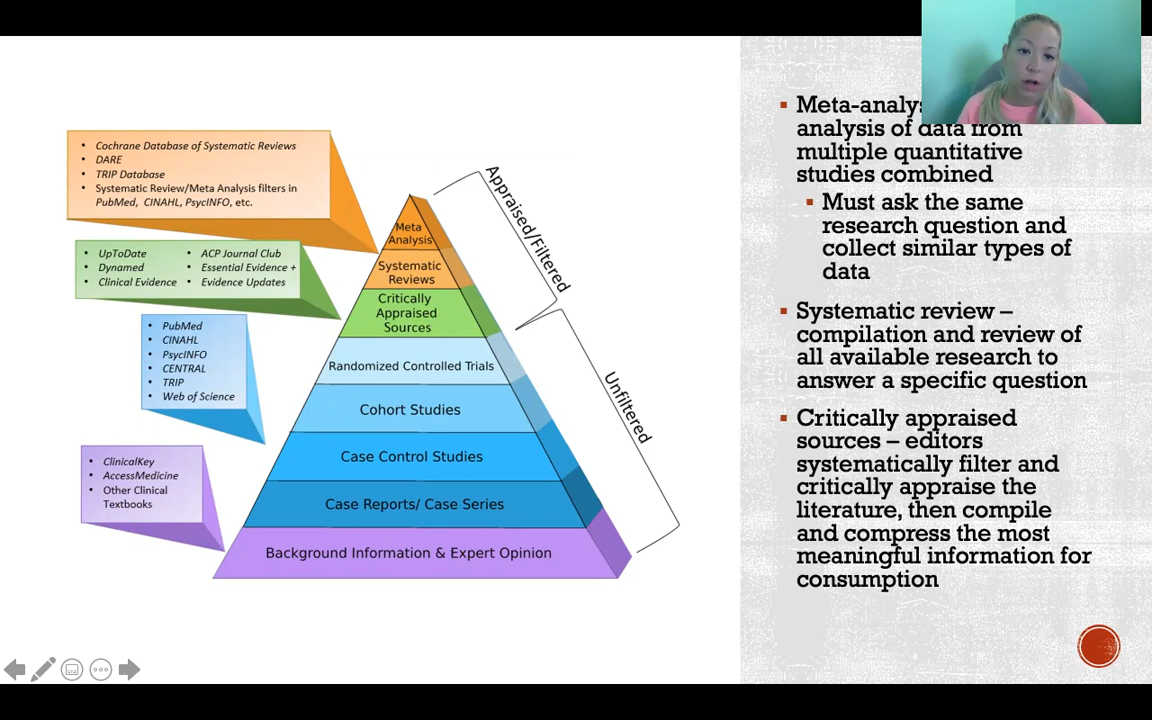 • Cochrane Database of Systematic Reviews
• DARE
• TRIP Database
• Systematic Review/Meta Analysis filters in
PubMed, CINAHL, PsycINFO, etc.
• UpToDate
• Dynamed
• Clinical Evidence
• ACP Journal Club
• Essential Evidence +
• Evidence Updates
• PubMed
• CINAHL
• PsycINFO
• CENTRAL
• TRIP
• Web of Science
• ClinicalKey
• AccessMedicine
• Other Clinical
Textbooks
Meta
Analysis
Systematic
Reviews
Critically
Appraised
Sources
Randomized Controlled Trials
Cohort Studies
Case Control Studies
Case Reports/ Case Series
Background Information & Expert Opinion
Appraised/Filtered
Unfiltered
▪ Meta-analys
analysis of data from
multiple quantitative
studies combined
▪ Must ask the same
research question and
collect similar types of
data
▪ Systematic review –
compilation and review of
all available research to
answer a specific question
▪ Critically appraised
sources – editors
systematically filter and
critically appraise the
literature, then compile
and compress the most
meaningful information for
consumption